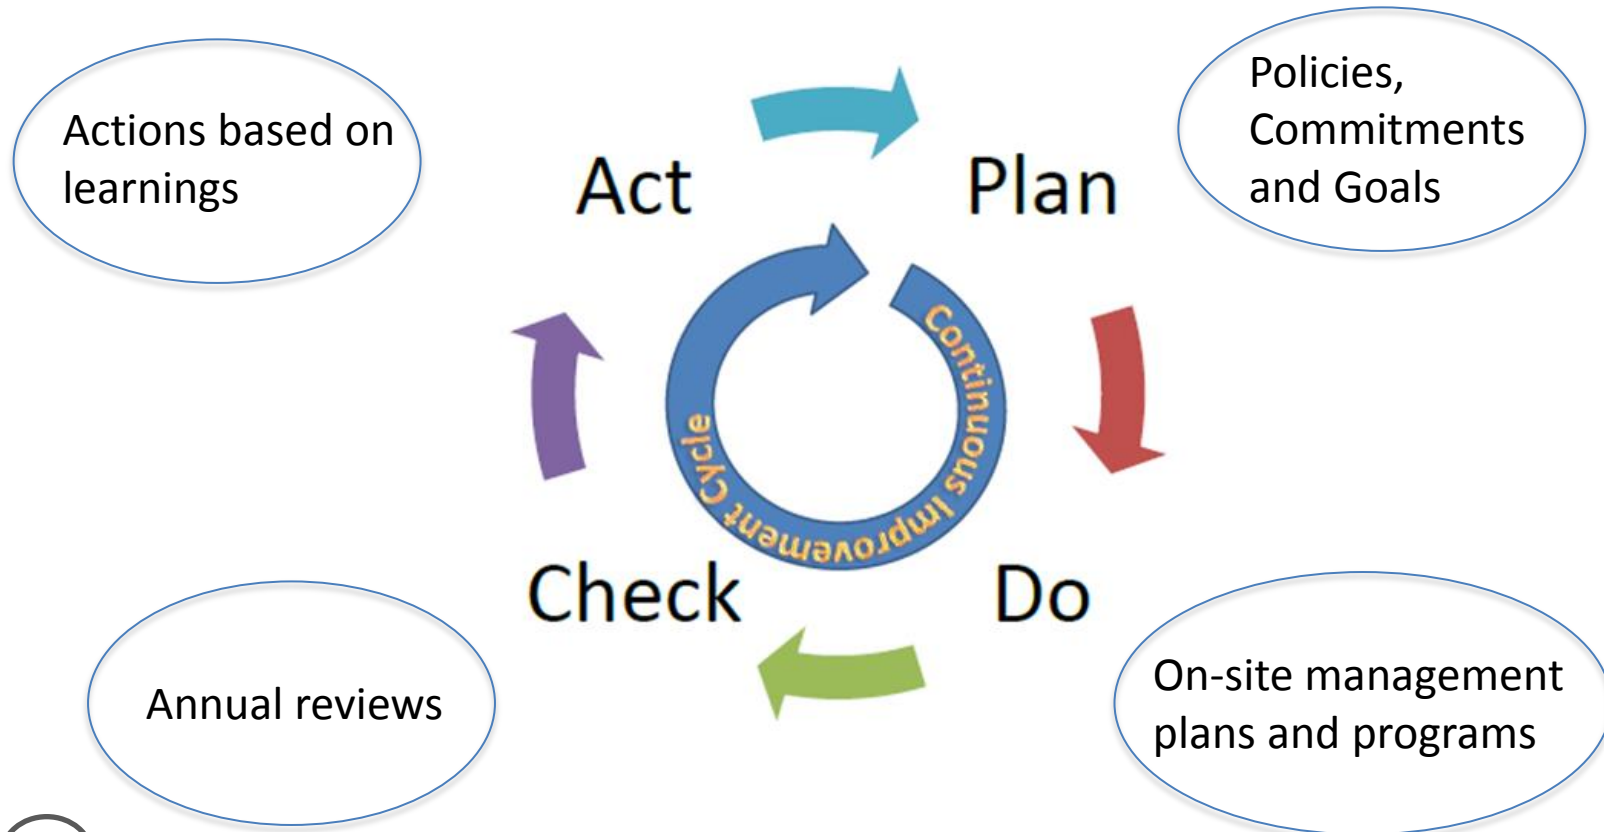 Actions based on
learnings
Policies,
Commitments
and Goals
Act
Plan
Continuous Improvement Cycle
Check
Do
Annual reviews
On-site management
plans and programs